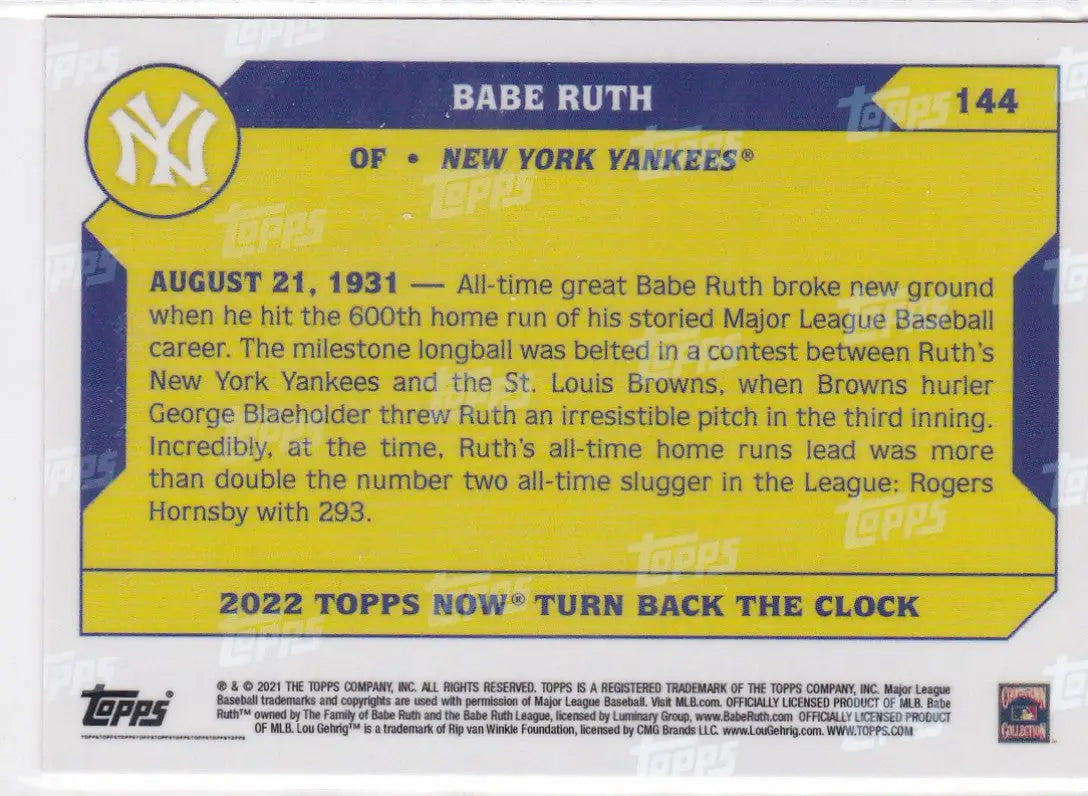 BABE RUTH
144
NY
OF • NEW YORK YANKEES®
AUGUST 21, 1931 — All-time great Babe Ruth broke new ground
when he hit the 600th home run of his storied Major League Baseball
career. The milestone longball was belted in a contest between Ruth's
New York Yankees and the St. Louis Browns, when Browns hurler
George Blaeholder threw Ruth an irresistible pitch in the third inning.
Incredibly, at the time, Ruth's all-time home runs lead was more
than double the number two all-time slugger in the League: Rogers
Hornsby with 293.
2022 TOPPS NOW® TURN BACK THE CLOCK
Topps®
® & © 2021 THE TOPPS COMPANY, INC. ALL RIGHTS RESERVED. TOPPS IS A REGISTERED TRADEMARK OF THE TOPPS COMPANY, INC. Major League
Baseball trademarks and copyrights are used with permission of Major League Baseball. Visit MLB.com. OFFICIALLY LICENSED PRODUCT OF MLB. Babe
Ruth™ owned by The Family of Babe Ruth and the Babe Ruth League, licensed by Luminary Group, www.BabeRuth.com OFFICIALLY LICENSED PRODUCT
OF MLB. Lou Gehrig™ is a trademark of Rip van Winkle Foundation, licensed by CMG Brands LLC. www.LouGehrig.com. WWW.TOPPS.COM
COLLECTION